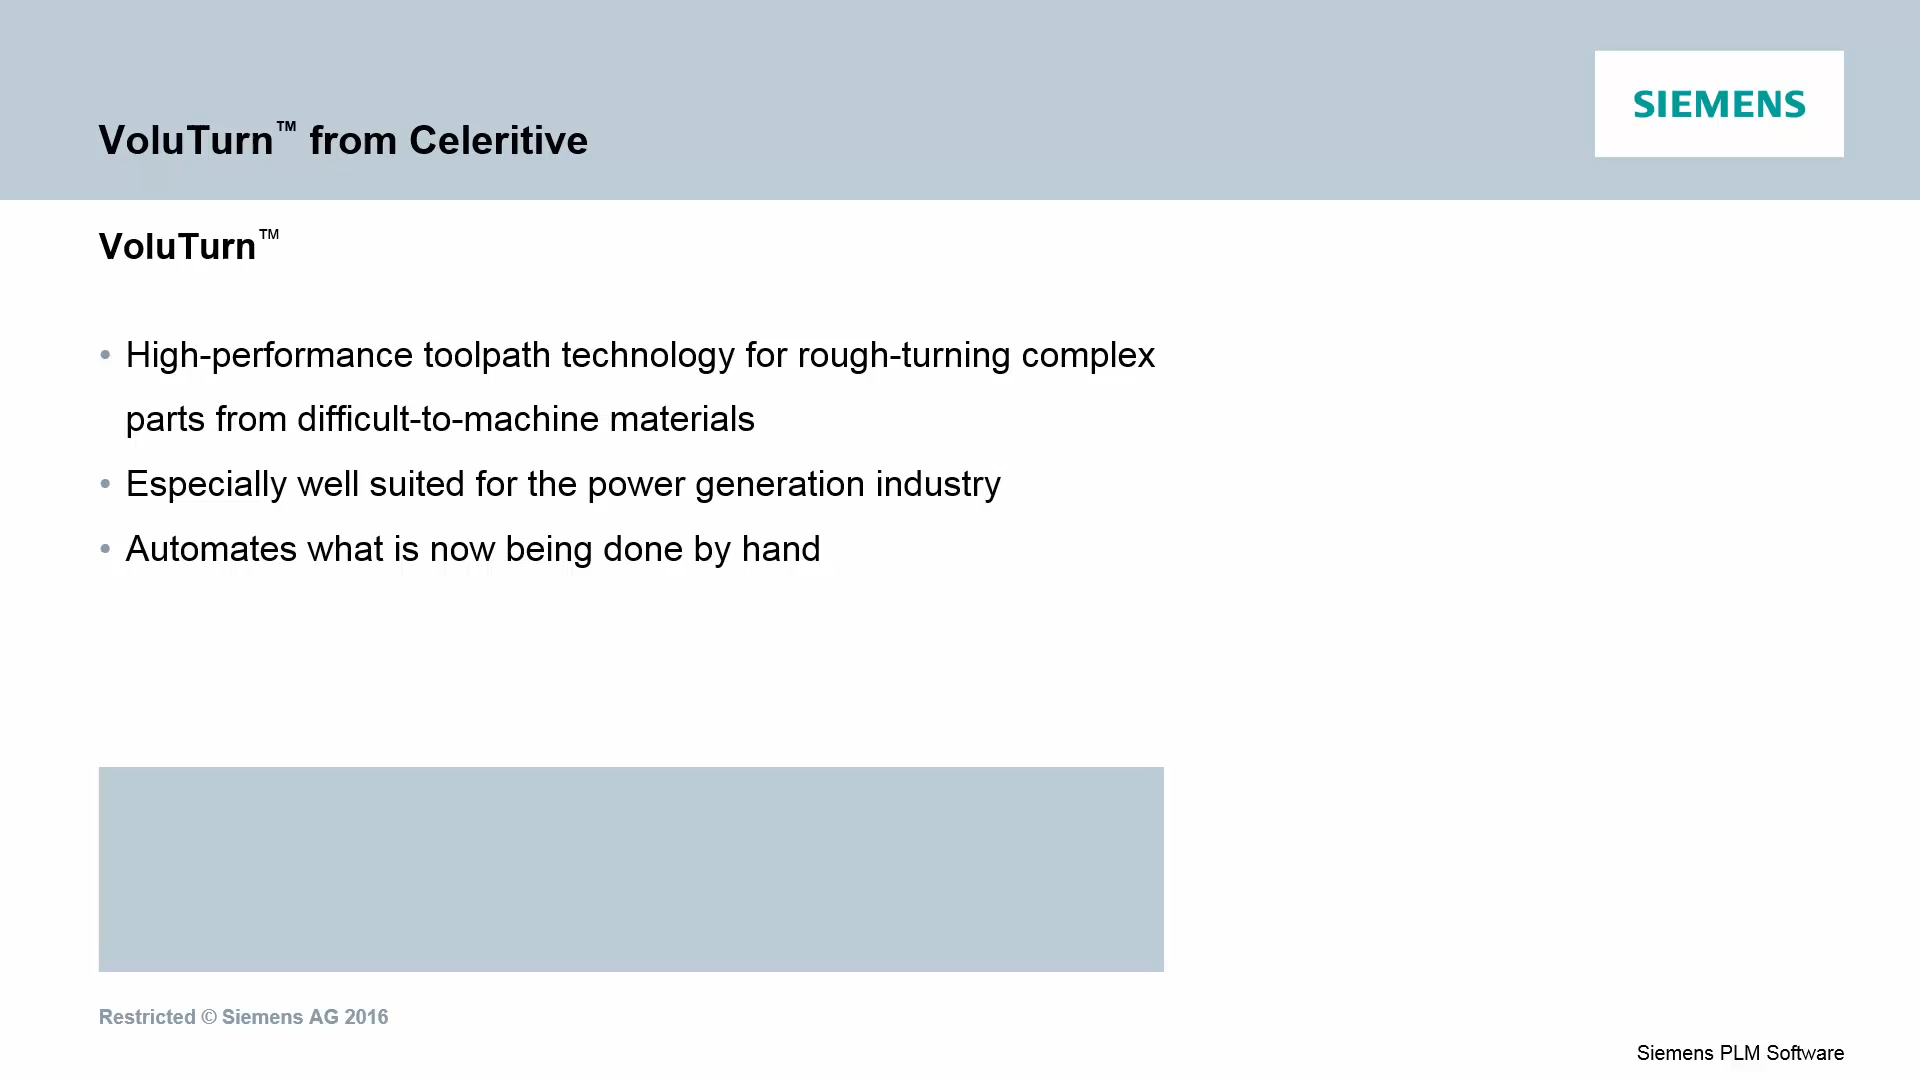 SIEMENS
VoluTurn™ from Celeritive
VoluTurn™
• High-performance toolpath technology for rough-turning complex
parts from difficult-to-machine materials
• Especially well suited for the power generation industry
• Automates what is now being done by hand
Restricted © Siemens AG 2016
Siemens PLM Software